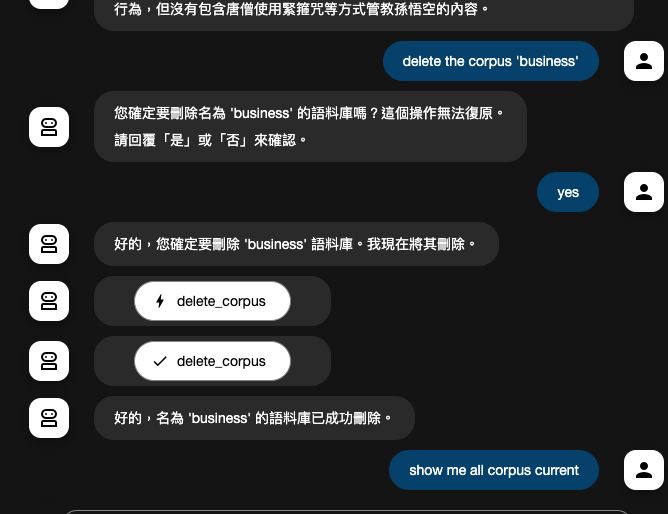 行為，但沒有包含唐僧使用緊箍咒等方式管教孫悟空的內容。
delete the corpus 'business'
您確定要刪除名為 'business' 的語料庫嗎？這個操作無法復原。
請回覆「是」或「否」來確認。
yes
好的，您確定要刪除 'business' 語料庫。我現在將其刪除。
delete_corpus
delete_corpus
好的，名為 'business' 的語料庫已成功刪除。
show me all corpus current